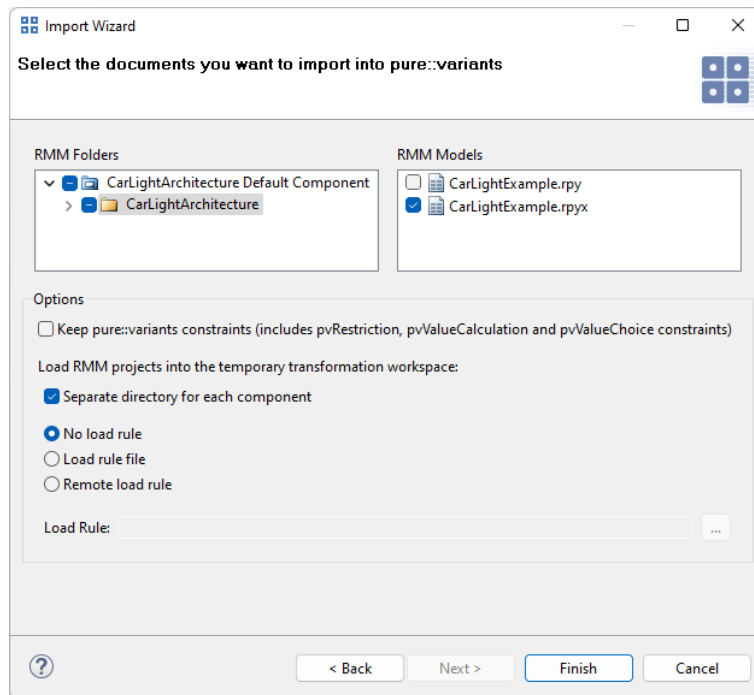 Import Wizard
Select the documents you want to import into pure::variants
RMM Folders
CarLightArchitecture Default Component
CarLightArchitecture
RMM Models
CarLightExample.rpy
CarLightExample.rpyx
Options
Keep pure::variants constraints (includes pvRestriction, pvValueCalculation and pvValueChoice constraints)
Load RMM projects into the temporary transformation workspace:
Separate directory for each component
No load rule
Load rule file
Remote load rule
Load Rule:
...
?
< Back
Next >
Finish
Cancel